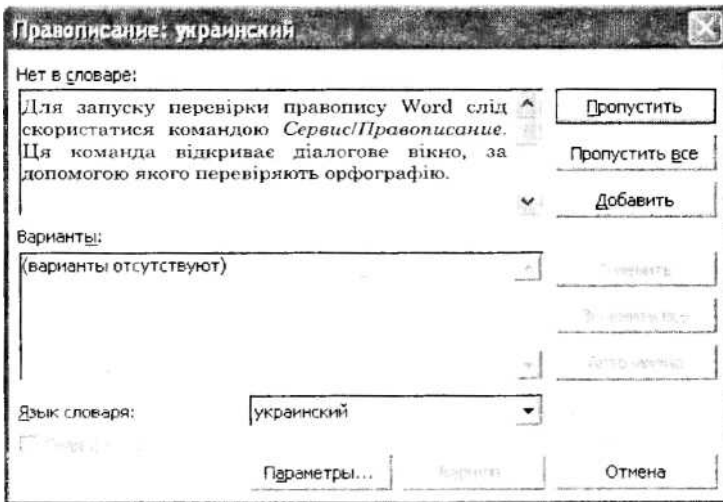 Правописание: украинский
Нет в словаре:
Для запуску перевірки правопису Word слід
скористатися командою Сервис/Правописание.
Ця команда відкриває діалогове вікно, за
допомогою якого перевіряють орфографію.
Пропустить
Пропустить все
Добавить
Варианты:
(варианты отсутствуют)
Язык словаря:
украинский
Параметры...
Отмена